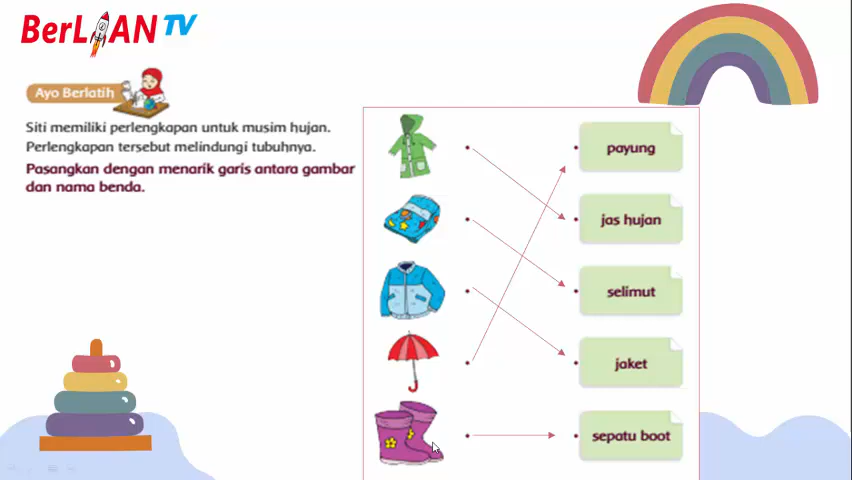 BerLIAN TV
Ayo Berlatih
Siti memiliki perlengkapan untuk musim hujan.
Perlengkapan tersebut melindungi tubuhnya.
Pasangkan dengan menarik garis antara gambar
dan nama benda.
payung
jas hujan
selimut
jaket
sepatu boot